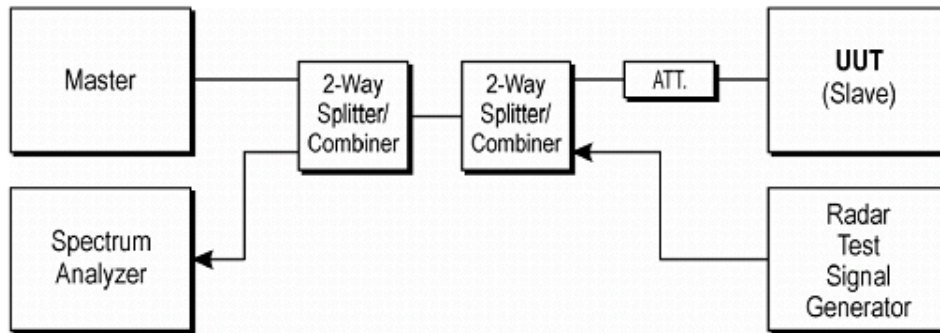 Master
2-Way
Splitter/
Combiner
2-Way
Splitter/
Combiner
ATT.
UUT
(Slave)
Spectrum
Analyzer
Radar
Test
Signal
Generator